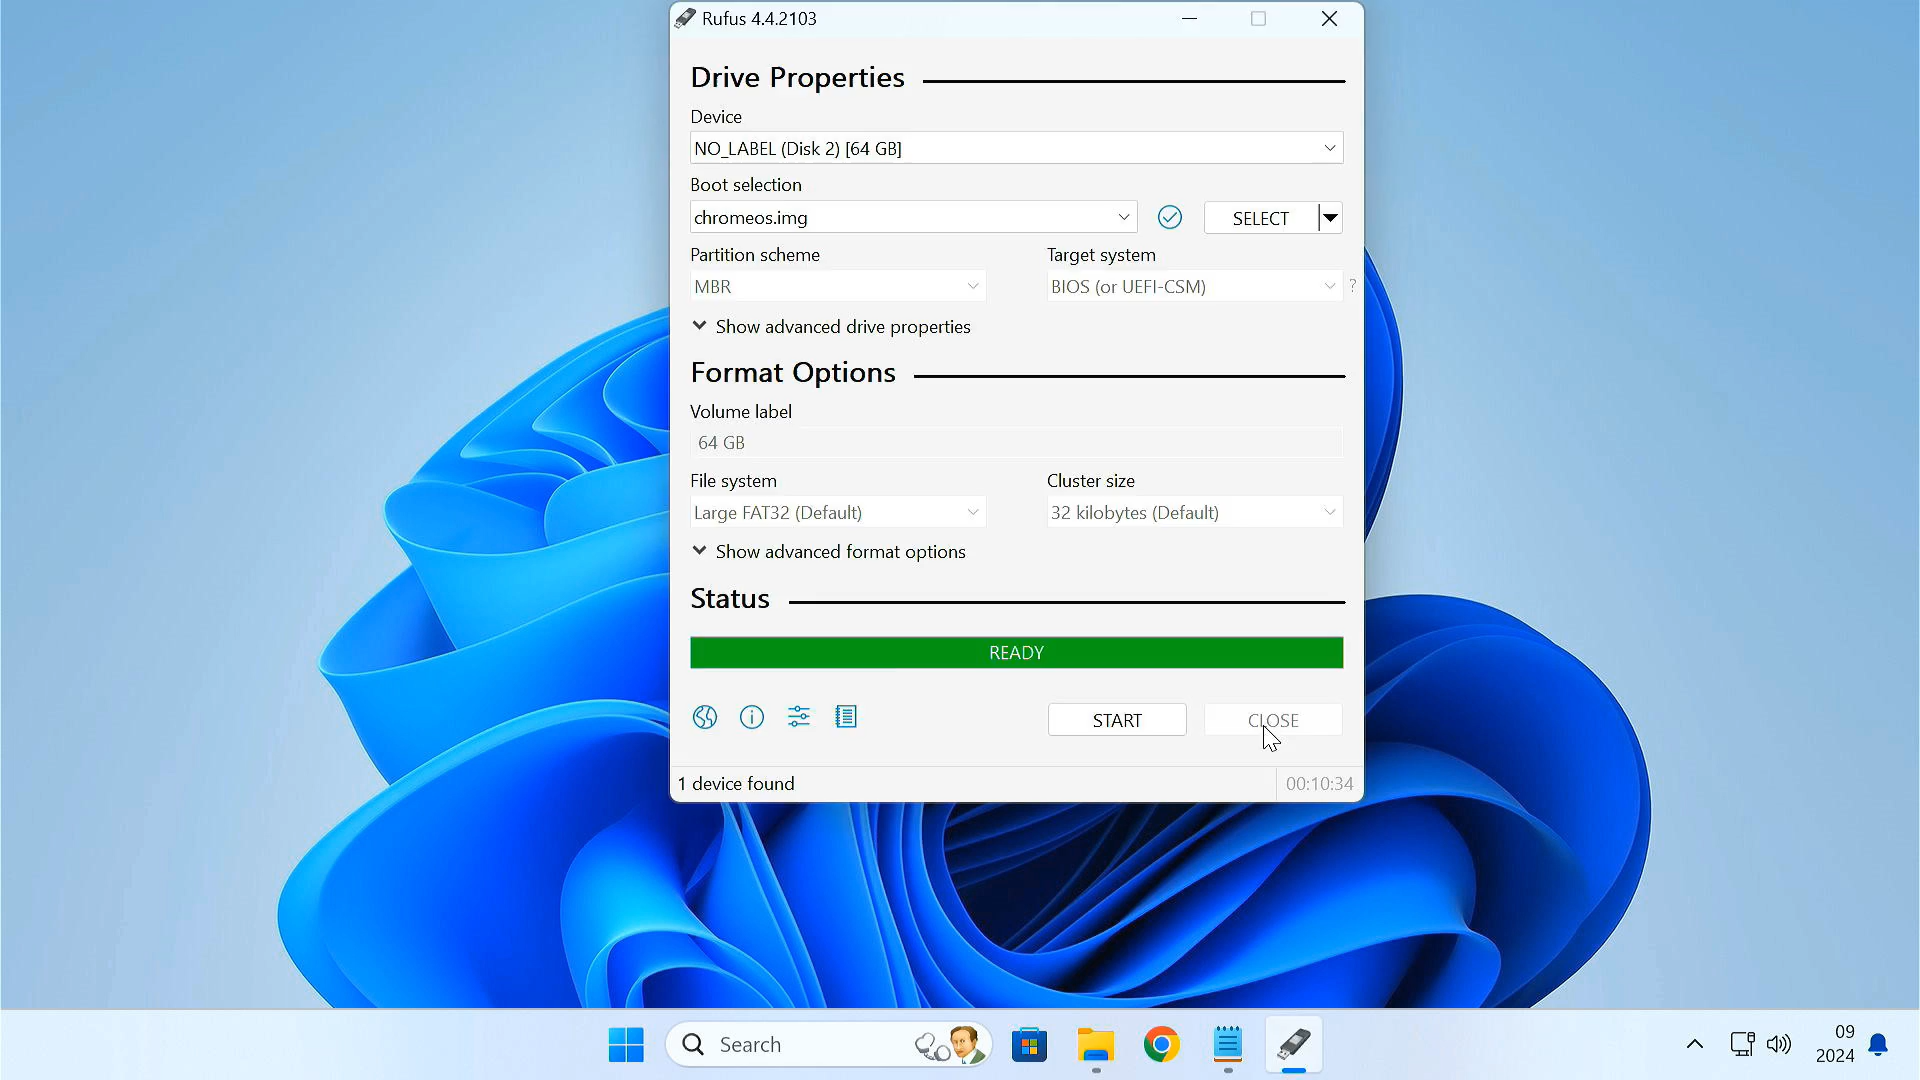 Rufus 4.4.2103
Drive Properties
Device
NO_LABEL (Disk 2) [64 GB]
Boot selection
chromeos.img
SELECT
Partition scheme
Target system
MBR
BIOS (or UEFI-CSM)
?
Show advanced drive properties
Format Options
Volume label
64 GB
File system
Cluster size
Large FAT32 (Default)
32 kilobytes (Default)
Show advanced format options
Status
READY
START
CLOSE
1 device found
00:10:34
Search
09
2024